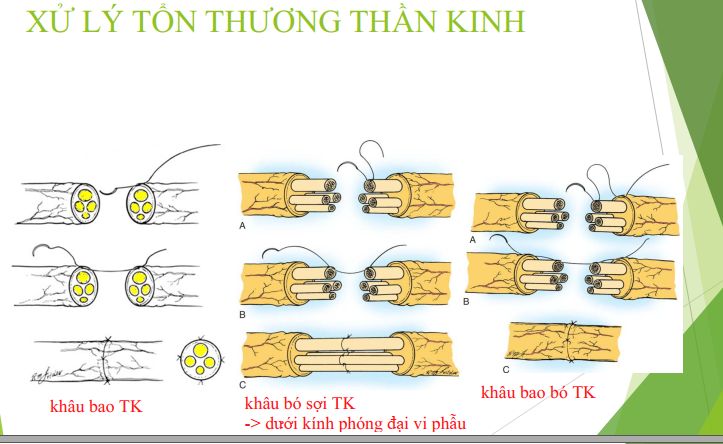 XỬ LÝ TỔN THƯƠNG THẦN KINH
A
B
C
A
B
C
khâu bao TK
khâu bó sợi TK
-> dưới kính phóng đại vi phẫu
khâu bao bó TK